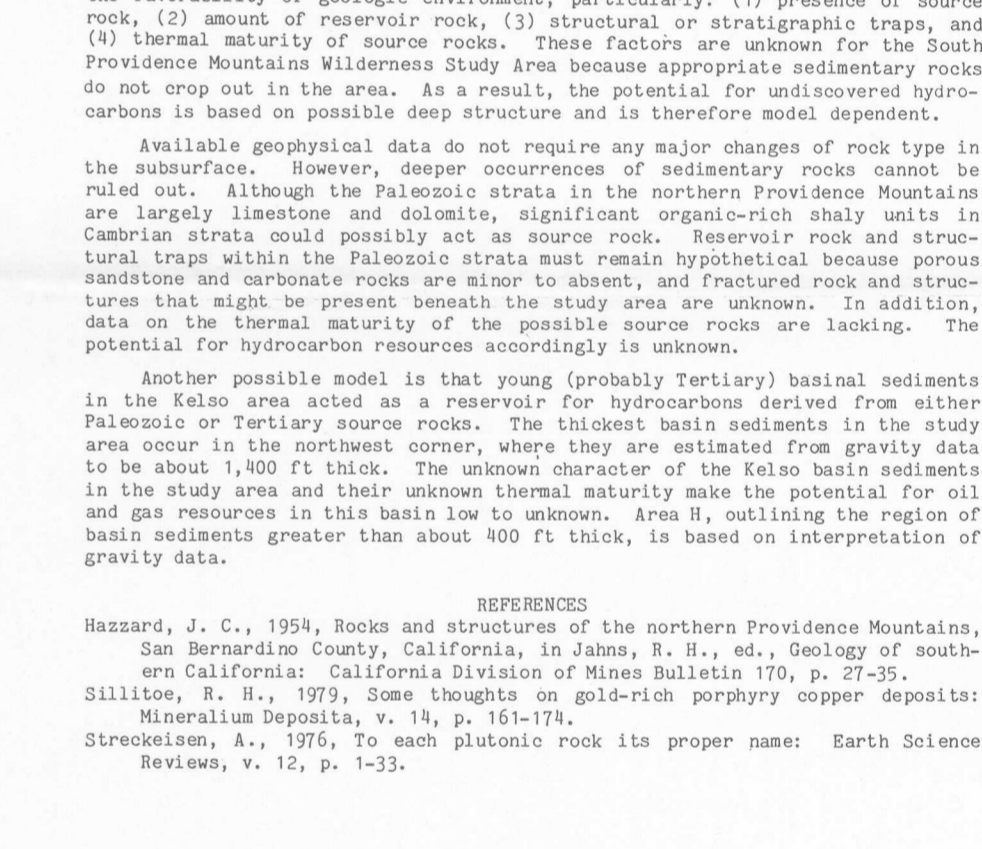 geologic environment, particularly: (1) presence of source
rock, (2) amount of reservoir rock, (3) structural or stratigraphic traps, and
(4) thermal maturity of source rocks. These factors are unknown for the South
Providence Mountains Wilderness Study Area because appropriate sedimentary rocks
do not crop out in the area. As a result, the potential for undiscovered hydro-
carbons is based on possible deep structure and is therefore model dependent.
Available geophysical data do not require any major changes of rock type in
the subsurface. However, deeper occurrences of sedimentary rocks cannot be
ruled out. Although the Paleozoic strata in the northern Providence Mountains
are largely limestone and dolomite, significant organic-rich shaly units in
Cambrian strata could possibly act as source rock. Reservoir rock and struc-
tural traps within the Paleozoic strata must remain hypothetical because porous
sandstone and carbonate rocks are minor to absent, and fractured rock and struc-
tures that might be present beneath the study area are unknown. In addition,
data on the thermal maturity of the possible source rocks are lacking. The
potential for hydrocarbon resources accordingly is unknown.
Another possible model is that young (probably Tertiary) basinal sediments
in the Kelso area acted as a reservoir for hydrocarbons derived from either
Paleozoic or Tertiary source rocks. The thickest basin sediments in the study
area occur in the northwest corner, where they are estimated from gravity data
to be about 1,400 ft thick. The unknown character of the Kelso basin sediments
in the study area and their unknown thermal maturity make the potential for oil
and gas resources in this basin low to unknown. Area H, outlining the region of
basin sediments greater than about 400 ft thick, is based on interpretation of
gravity data.
REFERENCES
Hazzard, J. C., 1954, Rocks and structures of the northern Providence Mountains,
San Bernardino County, California, in Jahns, R. H., ed., Geology of south-
ern California: California Division of Mines Bulletin 170, p. 27-35.
Sillitoe, R. H., 1979, Some thoughts on gold-rich porphyry copper deposits:
Mineralium Deposita, v. 14, p. 161-174.
Streckeisen, A., 1976, To each plutonic rock its proper name: Earth Science
Reviews, v. 12, p. 1-33.